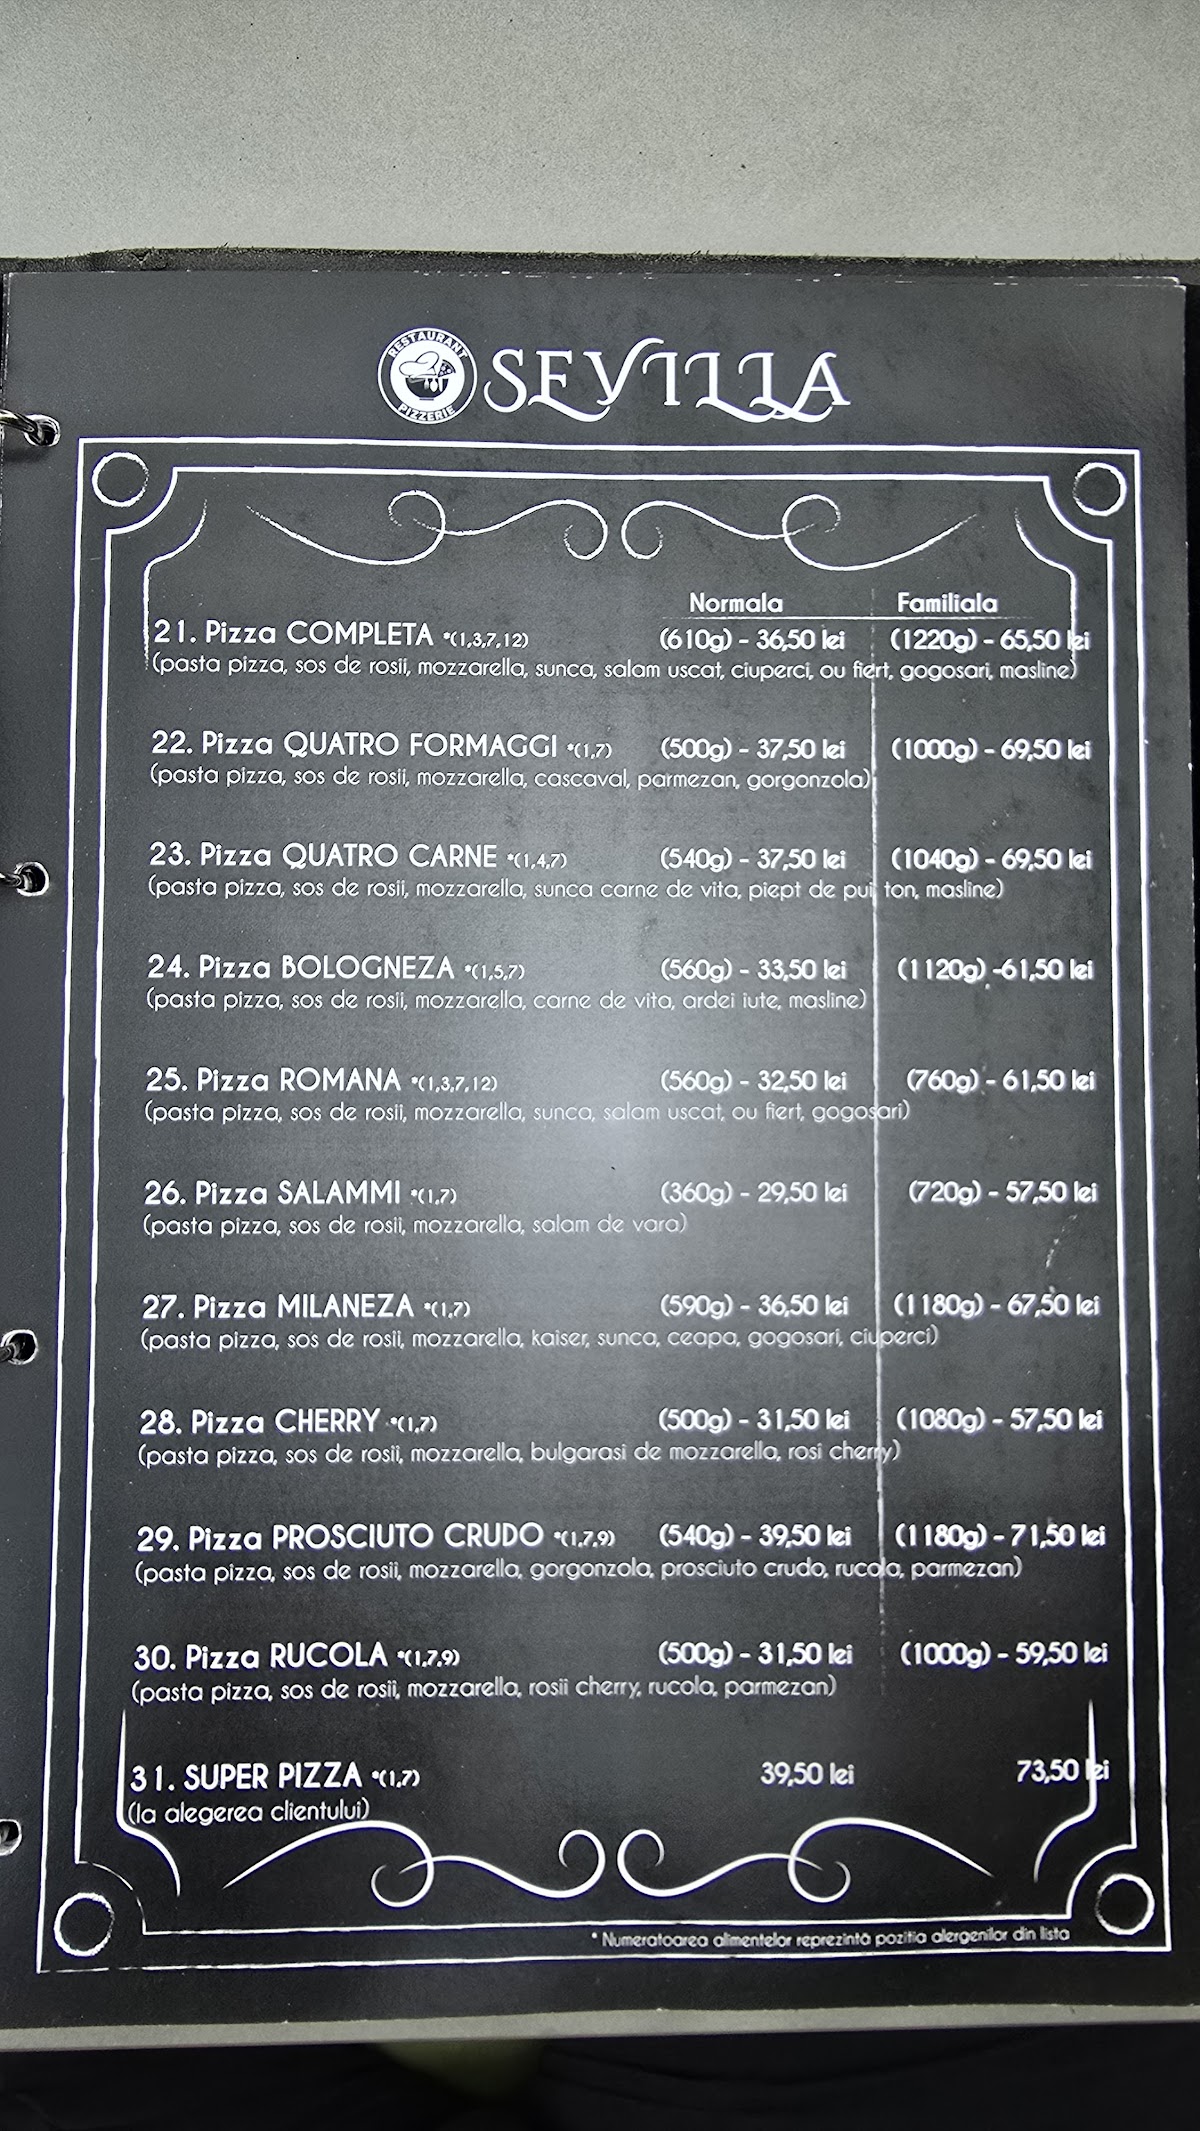 RESTAURANT
PIZZERIE
SEVILLA
Normala Familiala
21. Pizza COMPLETA *(1,3,7,12) (610g) - 36,50 lei (1220g) - 65,50 lei
(pasta pizza, sos de rosii, mozzarella, sunca, salam uscat, ciuperci, ou fiert, gogosari, masline)
22. Pizza QUATRO FORMAGGI *(1,7) (500g) - 37,50 lei (1000g) - 69,50 lei
(pasta pizza, sos de rosii, mozzarella, cascaval, parmezan, gorgonzola)
23. Pizza QUATRO CARNE *(1,4,7) (540g) - 37,50 lei (1040g) - 69,50 lei
(pasta pizza, sos de rosii, mozzarella, sunca carne de vita, piept de pui, ton, masline)
24. Pizza BOLOGNEZA *(1,5,7) (560g) - 33,50 lei (1120g) -61,50 lei
(pasta pizza, sos de rosii, mozzarella, carne de vita, ardei iute, masline)
25. Pizza ROMANA *(1,3,7,12) (560g) - 32,50 lei (760g) - 61,50 lei
(pasta pizza, sos de rosii, mozzarella, sunca, salam uscat, ou fiert, gogosari)
26. Pizza SALAMMI *(1,7) (360g) - 29,50 lei (720g) - 57,50 lei
(pasta pizza, sos de rosii, mozzarella, salam de vara)
27. Pizza MILANEZA *(1,7) (590g) - 36,50 lei (1180g) - 67,50 lei
(pasta pizza, sos de rosii, mozzarella, kaiser, sunca, ceapa, gogosari, ciuperci)
28. Pizza CHERRY *(1,7) (500g) - 31,50 lei (1080g) - 57,50 lei
(pasta pizza, sos de rosii, mozzarella, bulgarasi de mozzarella, rosi cherry)
29. Pizza PROSCIUTO CRUDO *(1,7,9) (540g) - 39,50 lei (1180g) - 71,50 lei
(pasta pizza, sos de rosii, mozzarella, gorgonzola, prosciuto crudo, rucola, parmezan)
30. Pizza RUCOLA *(1,7,9) (500g) - 31,50 lei (1000g) - 59,50 lei
(pasta pizza, sos de rosii, mozzarella, rosii cherry, rucola, parmezan)
31. SUPER PIZZA *(1,7) 39,50 lei 73,50 lei
(la alegerea clientului)
* Numeratoarea alimentelor reprezintă pozitia alergenilor din lista